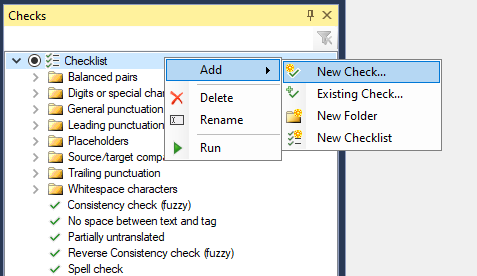 Checks
Checklist
Balanced pairs
Digits or special char
General punctuation
Leading punctuation
Placeholders
Source/target compa
Trailing punctuation
Whitespace characters
Consistency check (fuzzy)
No space between text and tag
Partially untranslated
Reverse Consistency check (fuzzy)
Spell check
Add
Delete
Rename
Run
New Check...
Existing Check...
New Folder
New Checklist